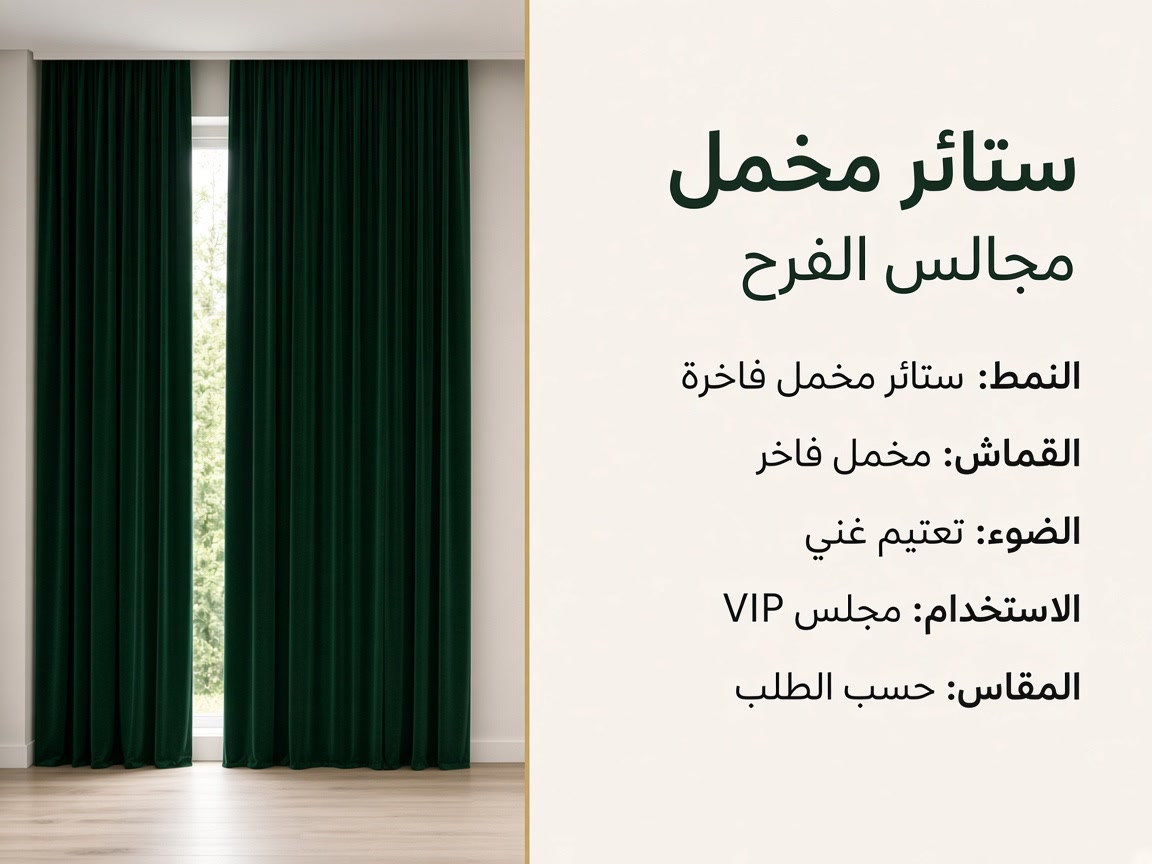 ستائر مخمل
مجالس الفرح
النمط: ستائر مخمل فاخرة
القماش: مخمل فاخر
الضوء: تعتيم غني
الاستخدام: مجلس VIP
المقاس: حسب الطلب